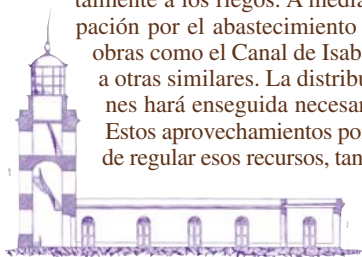 talmente a los riegos. A media
pación por el abastecimiento
obras como el Canal de Isab
a otras similares. La distribu
nes hará enseguida necesar
Estos aprovechamientos po
de regular esos recursos, tan